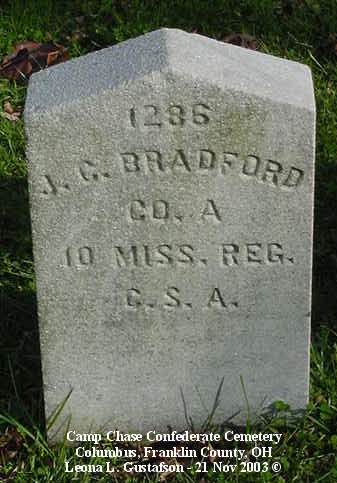 1286
J. C. BRADFORD
CO. A
10 MISS. REG.
C. S. A.
Camp Chase Confederate Cemetery
Columbus, Franklin County, OH
Leona L. Gustafson - 21 Nov 2003 ©